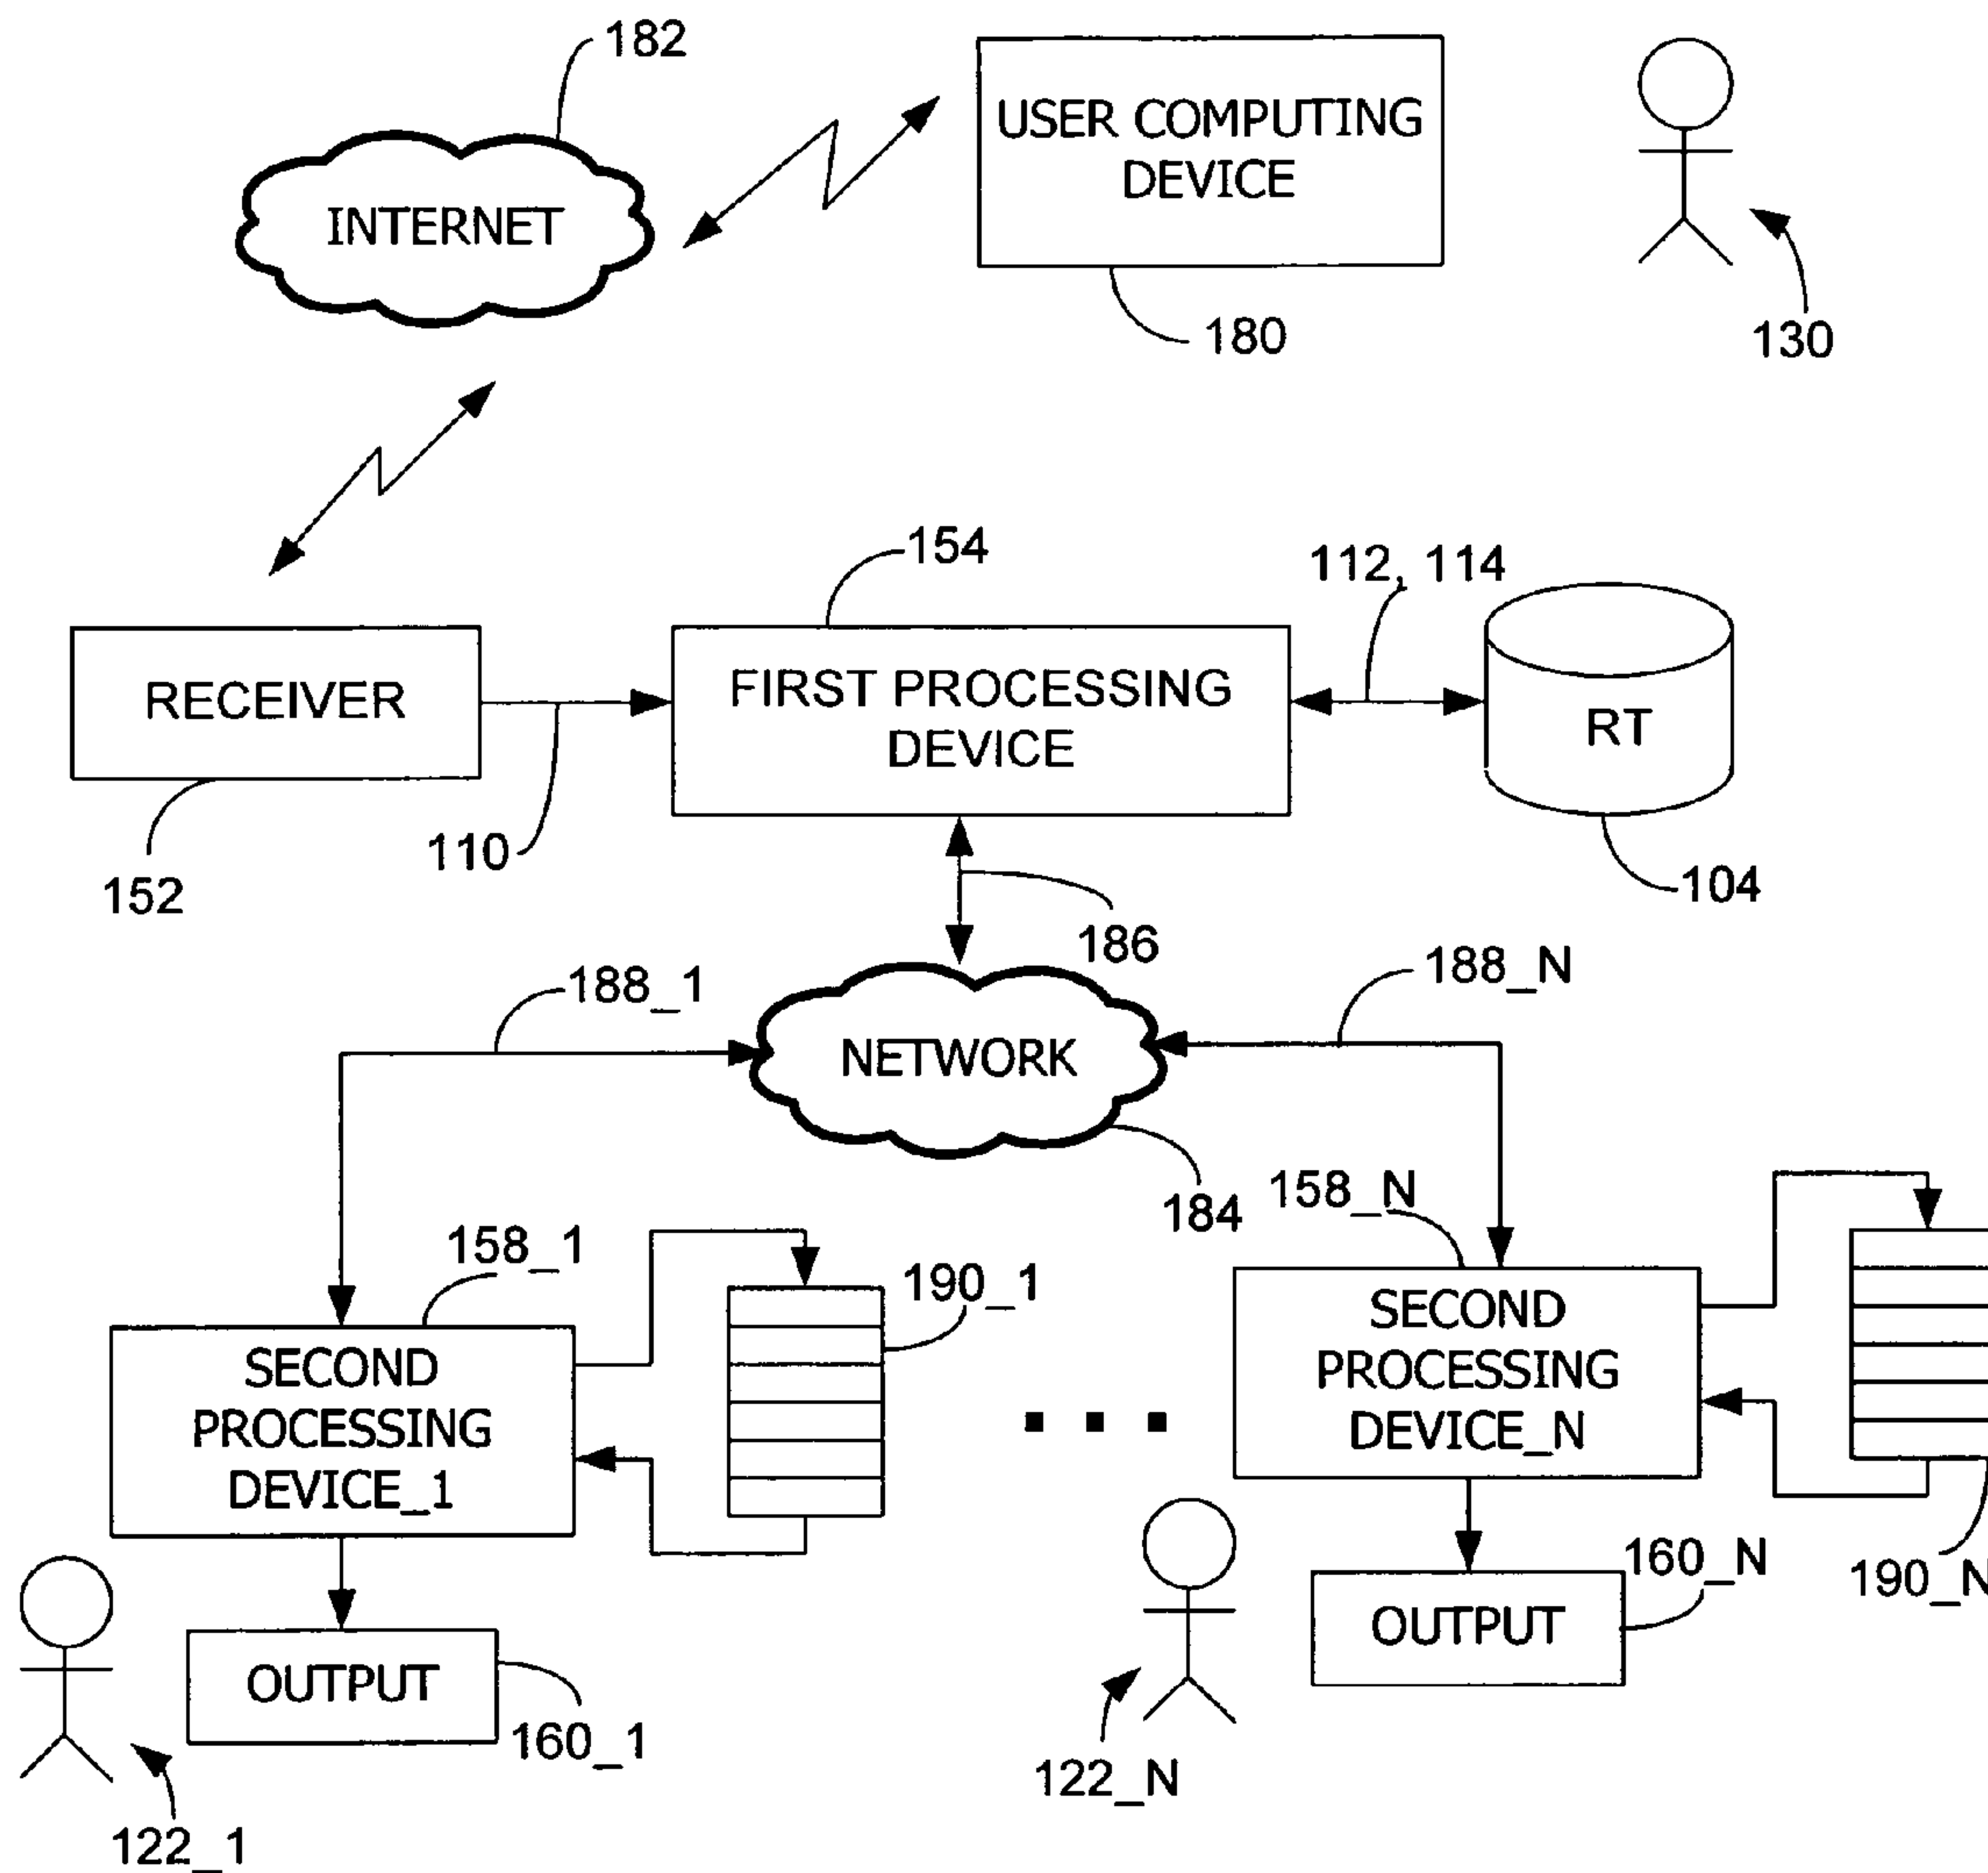 182
USER COMPUTING
DEVICE
INTERNET
180
130
154
112, 114
RECEIVER
FIRST PROCESSING
DEVICE
RT
110
152
104
186
188_1
188_N
NETWORK
158_N
184
158_1
190_1
SECOND
PROCESSING
DEVICE_1
SECOND
PROCESSING
DEVICE_N
160_N
190_N
OUTPUT
OUTPUT
160_1
122_N
122_1